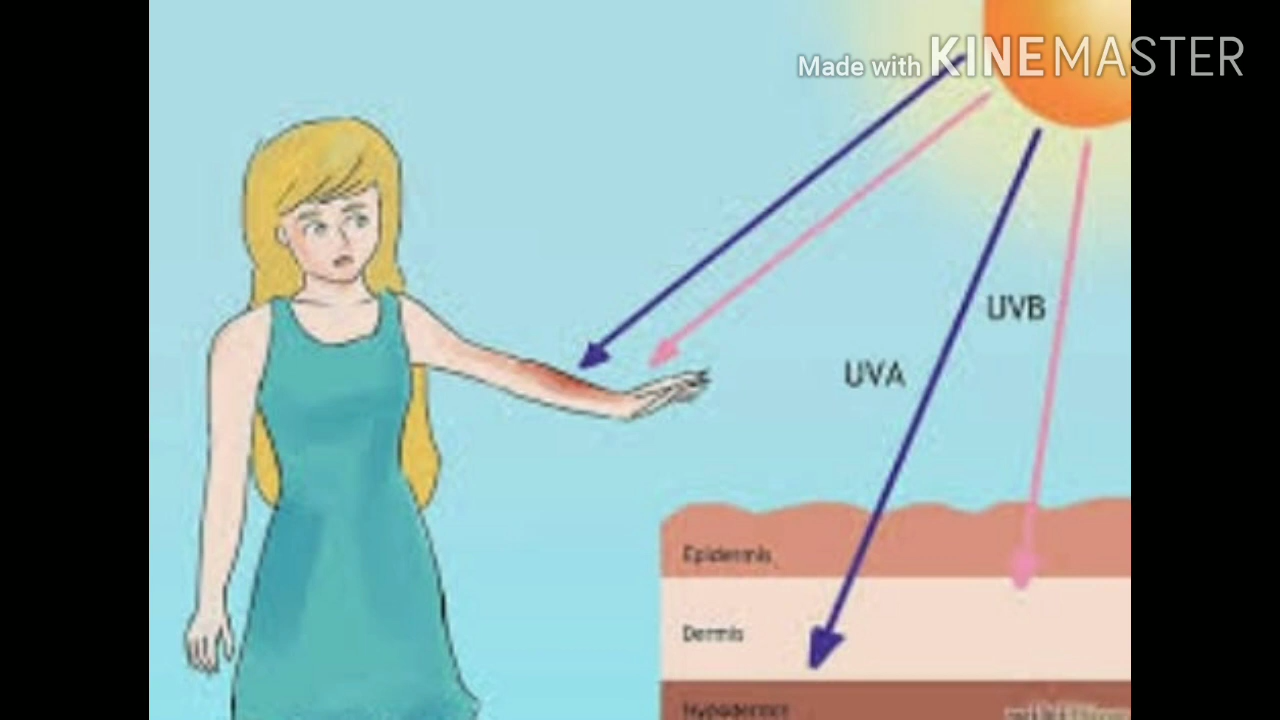 Made with KINEMASTER
UVB
UVA
Epidermis
Dermis
Hypodermis